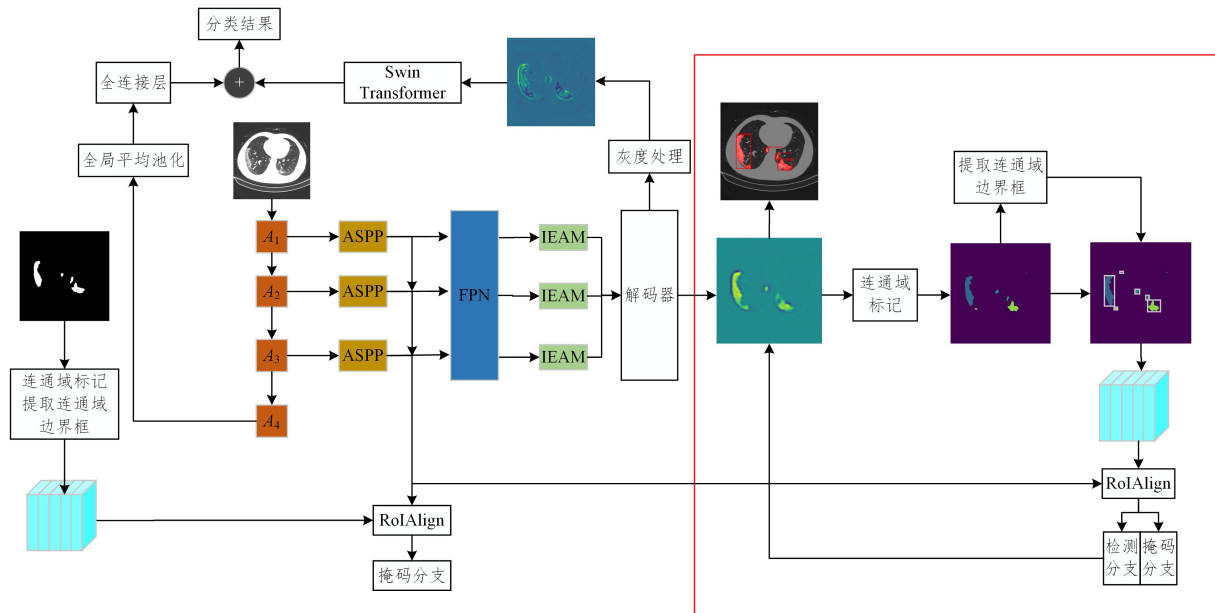 分类结果
全连接层
+
Swin
Transformer
全局平均池化
灰度处理
提取连通域
边界框
A1
ASPP
IEAM
A2
ASPP
FPN
IEAM
解码器
连通域
标记
A3
ASPP
IEAM
连通域标记
提取连通域
边界框
A4
RoIAlign
RoIAlign
掩码分支
检测
分支
掩码
分支